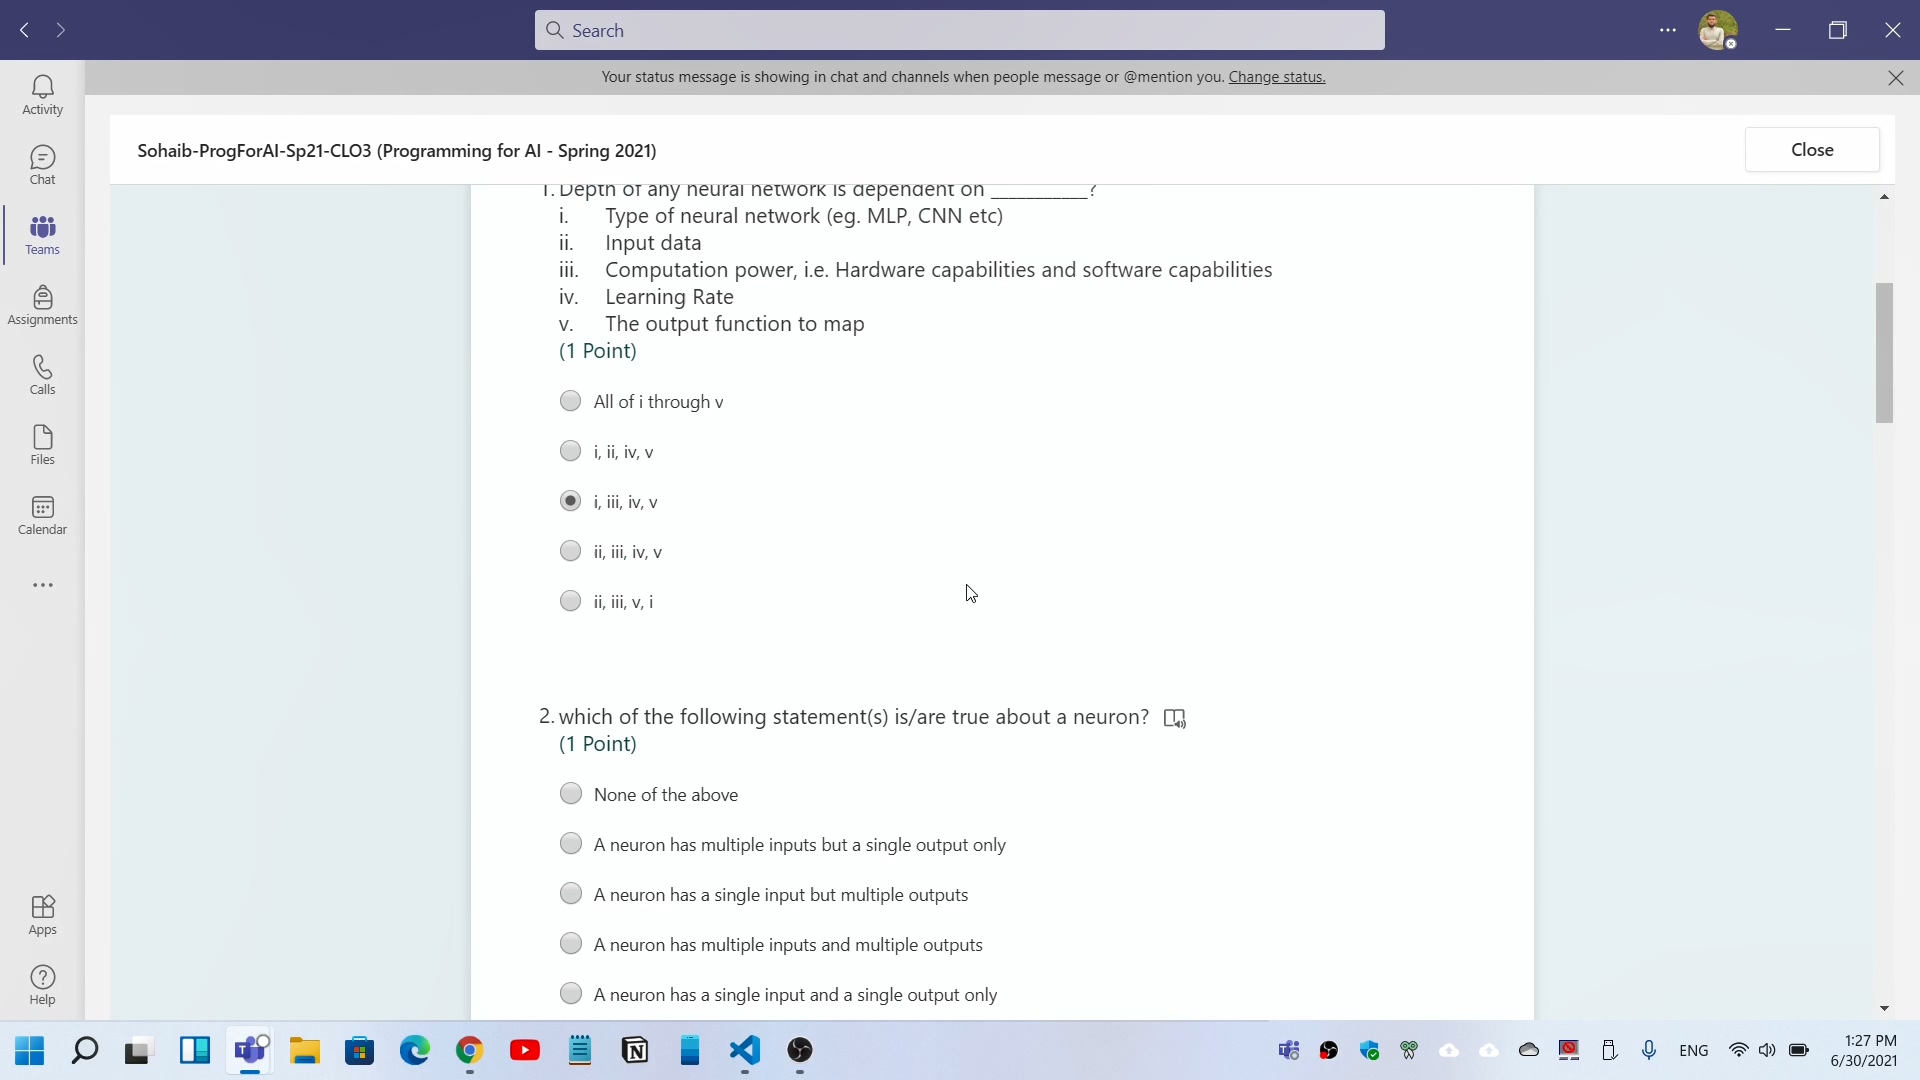 Search
Your status message is showing in chat and channels when people message or @mention you. Change status.
Activity
Chat
Teams
Assignments
Calls
Files
Calendar
Apps
Help
Sohaib-ProgForAI-Sp21-CLO3 (Programming for AI - Spring 2021)
Close
1. Depth of any neural network is dependent on ___________?
i. Type of neural network (eg. MLP, CNN etc)
ii. Input data
iii. Computation power, i.e. Hardware capabilities and software capabilities
iv. Learning Rate
v. The output function to map
(1 Point)
All of i through v
i, ii, iv, v
i, iii, iv, v
ii, iii, iv, v
ii, iii, v, i
2. which of the following statement(s) is/are true about a neuron?
(1 Point)
None of the above
A neuron has multiple inputs but a single output only
A neuron has a single input but multiple outputs
A neuron has multiple inputs and multiple outputs
A neuron has a single input and a single output only
ENG
1:27 PM
6/30/2021